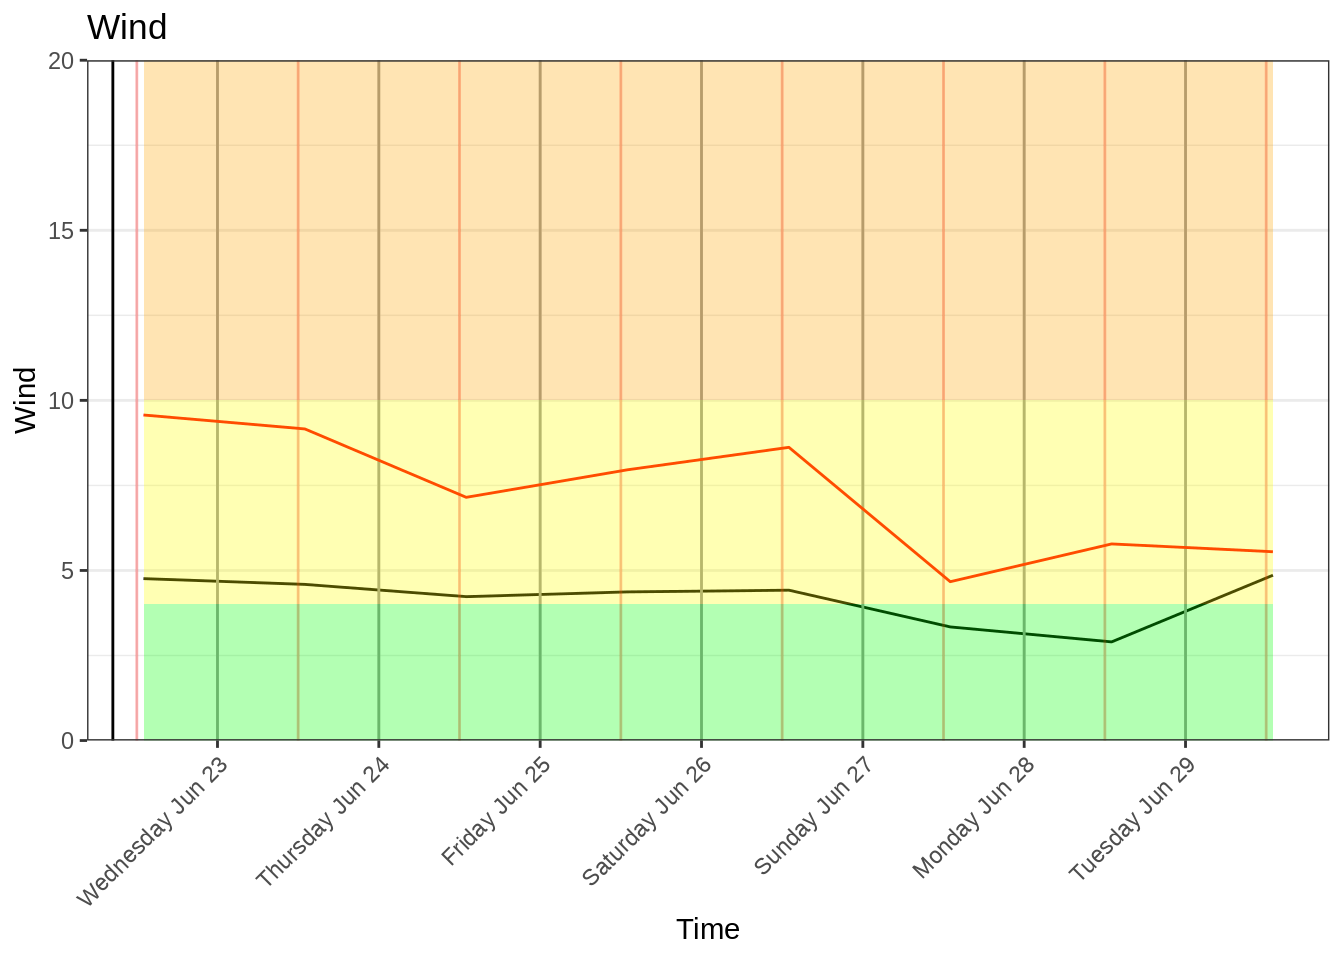 Wind
20
15
10
5
0
Wind
Wednesday Jun 23
Thursday Jun 24
Friday Jun 25
Saturday Jun 26
Sunday Jun 27
Monday Jun 28
Tuesday Jun 29
Time